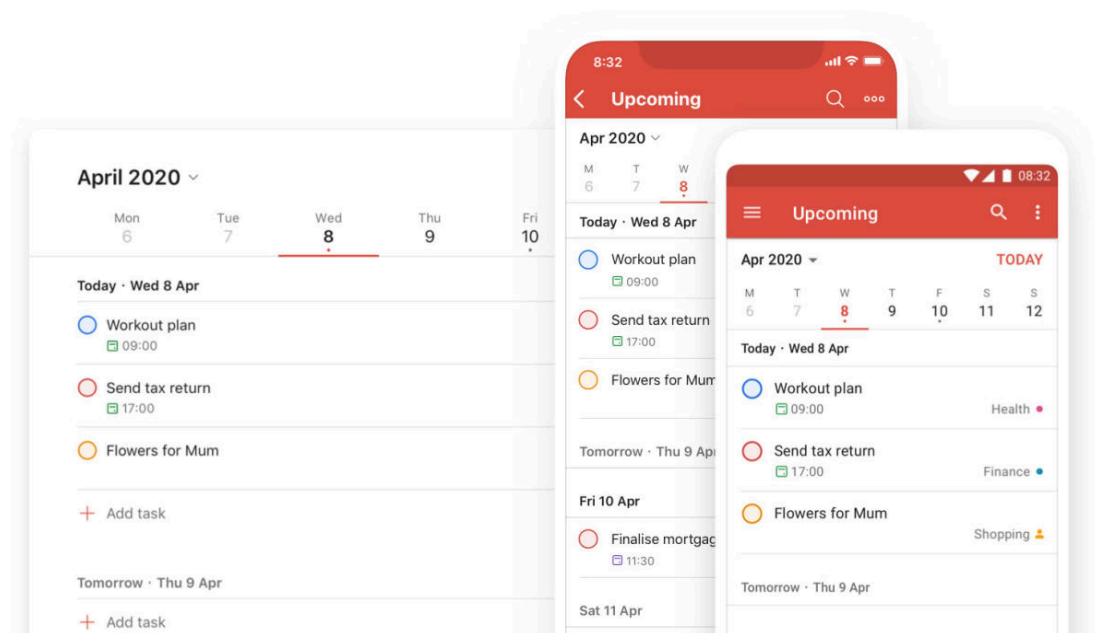 April 2020
Mon Tue Wed Thu Fri
6 7 8 9 10
Today · Wed 8 Apr
Workout plan
09:00
Send tax return
17:00
Flowers for Mum
+ Add task
Tomorrow · Thu 9 Apr
+ Add task
8:32
Upcoming
Apr 2020
M T W
6 7 8
Today · Wed 8 Apr
Workout plan
09:00
Send tax return
17:00
Flowers for Mum
Tomorrow · Thu 9 Ap
Fri 10 Apr
Finalise mortgag
11:30
Sat 11 Apr
08:32
Upcoming
Apr 2020 TODAY
M T W T F S S
6 7 8 9 10 11 12
Today · Wed 8 Apr
Workout plan
09:00 Health
Send tax return
17:00 Finance
Flowers for Mum
Shopping
Tomorrow · Thu 9 Apr